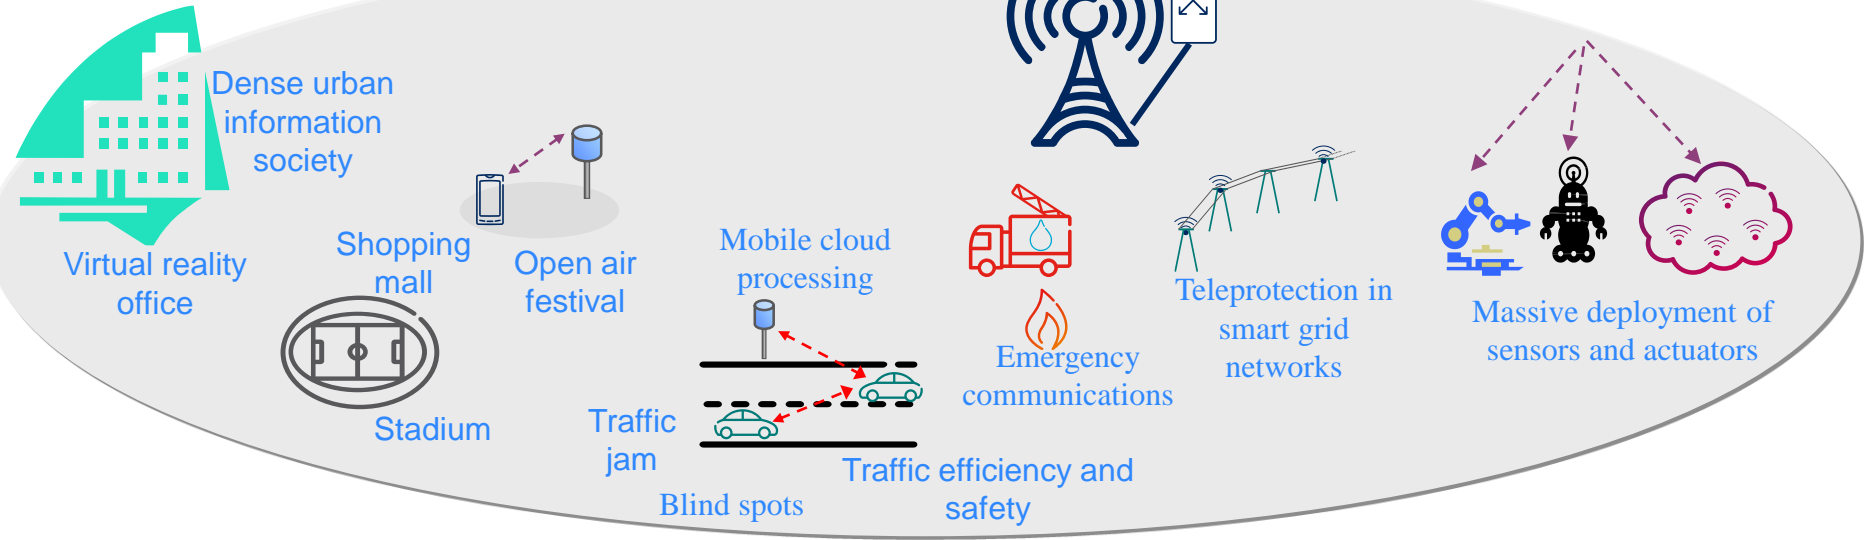 Dense urban
information
society
Virtual reality
office
Shopping
mall
Open air
festival
Stadium
Mobile cloud
processing
Traffic
jam
Blind spots
Traffic efficiency and
safety
Emergency
communications
Teleprotection in
smart grid
networks
Massive deployment of
sensors and actuators